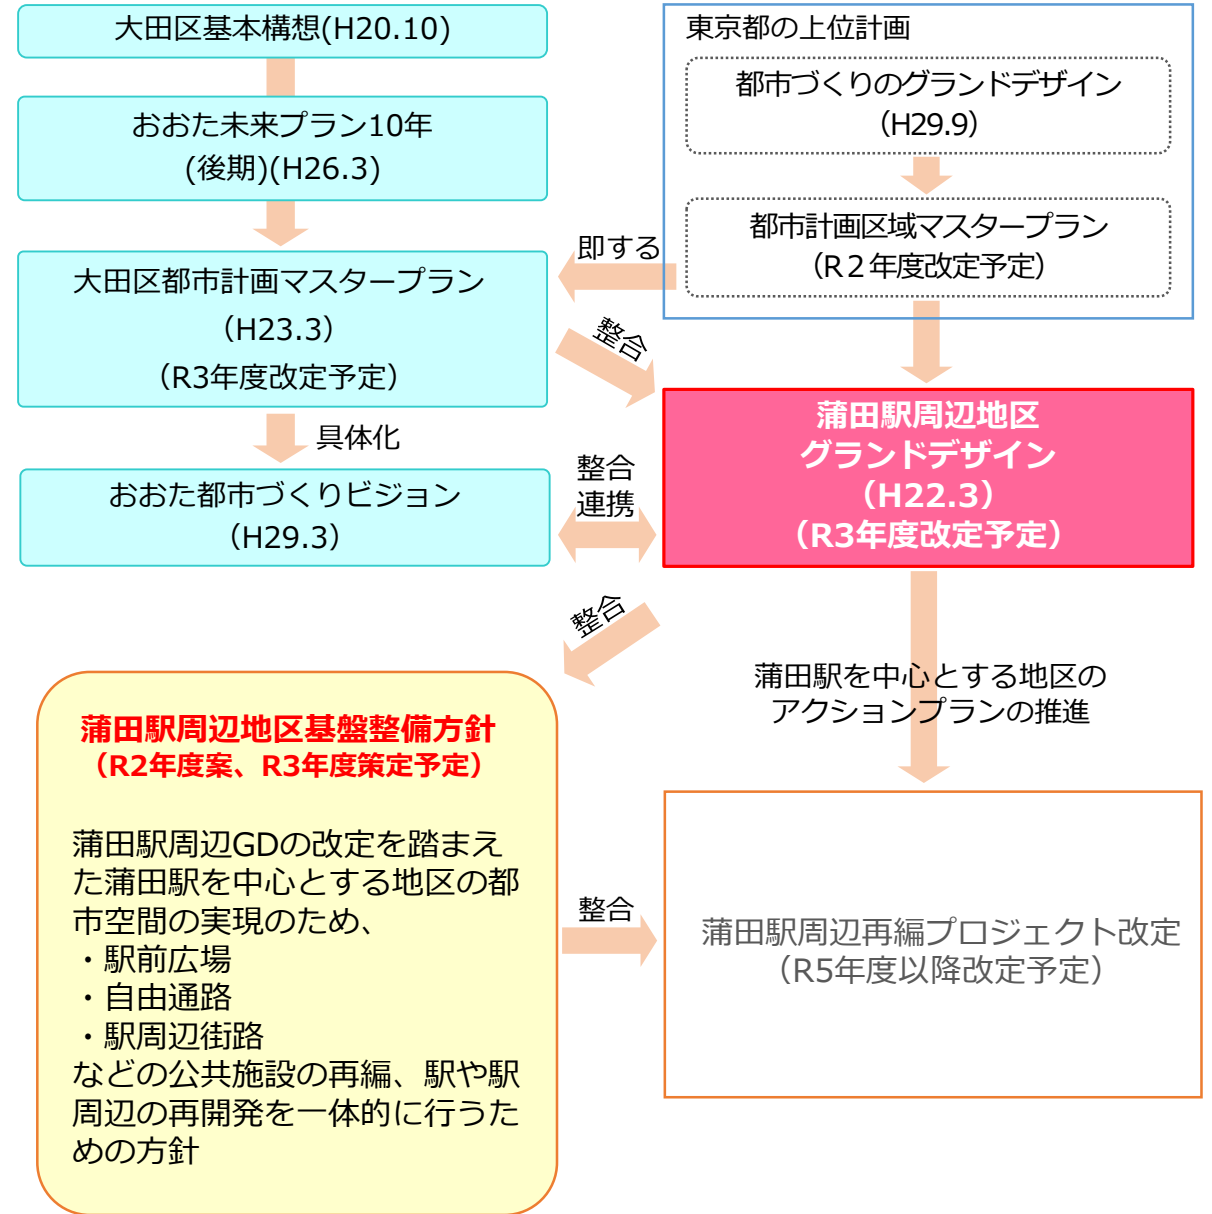 大田区基本構想(H20.10)
おおた未来プラン10年
(後期)(H26.3)
大田区都市計画マスタープラン
（H23.3）
（R3年度改定予定）
具体化
おおた都市づくりビジョン
（H29.3）
東京都の上位計画
都市づくりのグランドデザイン
（H29.9）
都市計画区域マスタープラン
（R２年度改定予定）
即する
整合
整合
連携
蒲田駅周辺地区
グランドデザイン
（H22.3）
（R3年度改定予定）
整合
蒲田駅を中心とする地区の
アクションプランの推進
蒲田駅周辺地区基盤整備方針
（R2年度案、R3年度策定予定）
蒲田駅周辺GDの改定を踏まえ
た蒲田駅を中心とする地区の都
市空間の実現のため、
・駅前広場
・自由通路
・駅周辺街路
などの公共施設の再編、駅や駅
周辺の再開発を一体的に行うた
めの方針
整合
蒲田駅周辺再編プロジェクト改定
（R5年度以降改定予定）